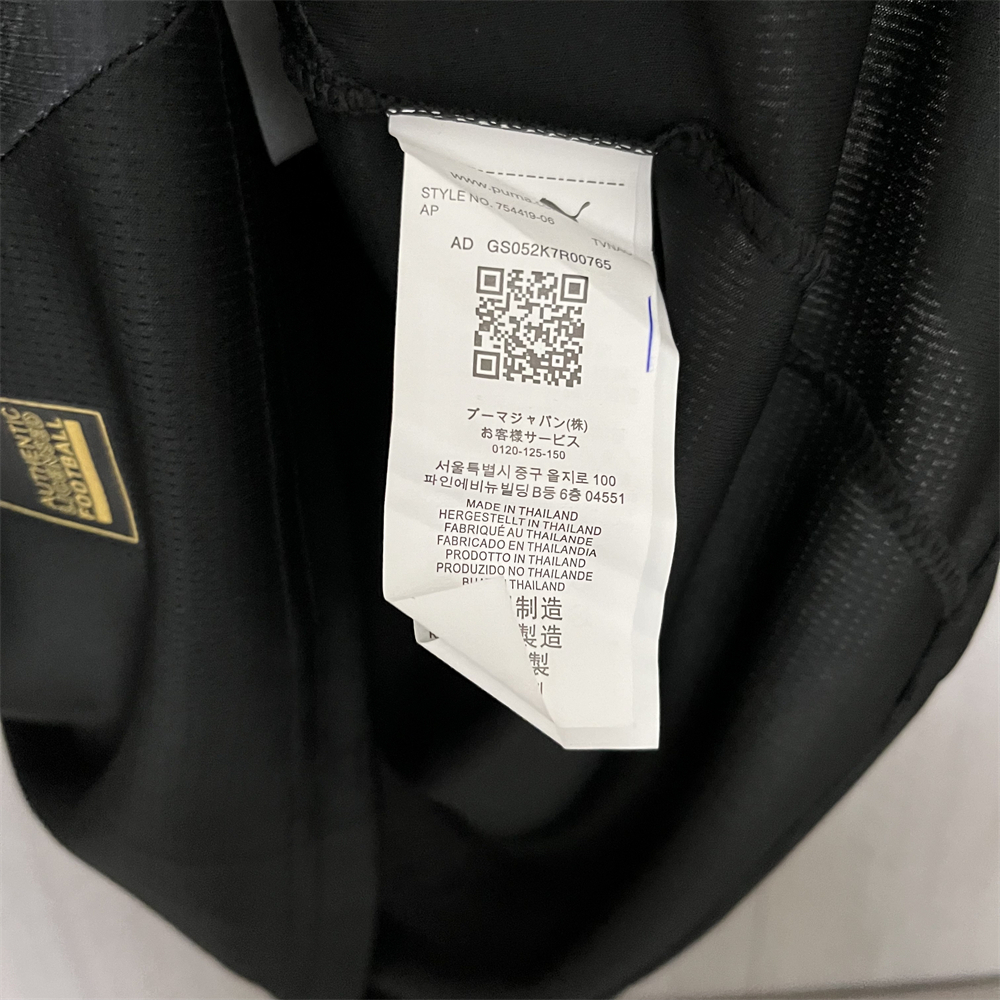 www.puma.
STYLE NO. 754419-06
AP
AD GS052K7R00765
プーマジャパン(株)
お客様サービス
0120-125-150
서울특별시 중구 을지로 100
파인에비뉴빌딩 B동 6층 04551
MADE IN THAILAND
HERGESTELLT IN THAILAND
FABRIQUÉ AU THAILANDE
FABRICADO EN THAILANDIA
PRODOTTO IN THAILAND
PRODUZIDO NO THAILANDE
THAILAND
制造
製造
製
AUTHENTIC
LICENSED
FOOTBALL